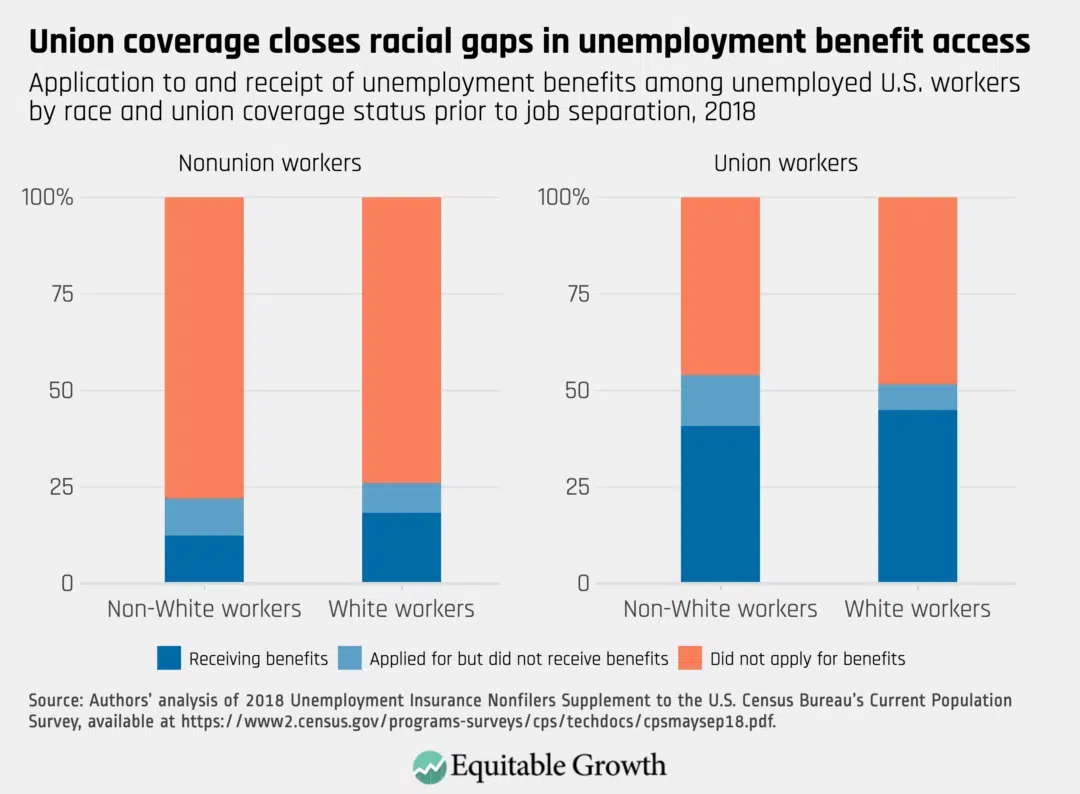 Union coverage closes racial gaps in unemployment benefit access
Application to and receipt of unemployment benefits among unemployed U.S. workers
by race and union coverage status prior to job separation, 2018
Nonunion workers
100%
75
50
25
0
Non-White workers
White workers
Union workers
100%
75
50
25
0
Non-White workers
White workers
Receiving benefits
Applied for but did not receive benefits
Did not apply for benefits
Source: Authors’ analysis of 2018 Unemployment Insurance Nonfilers Supplement to the U.S. Census Bureau’s Current Population
Survey, available at https://www2.census.gov/programs-surveys/cps/techdocs/cpsmaysep18.pdf.
Equitable Growth